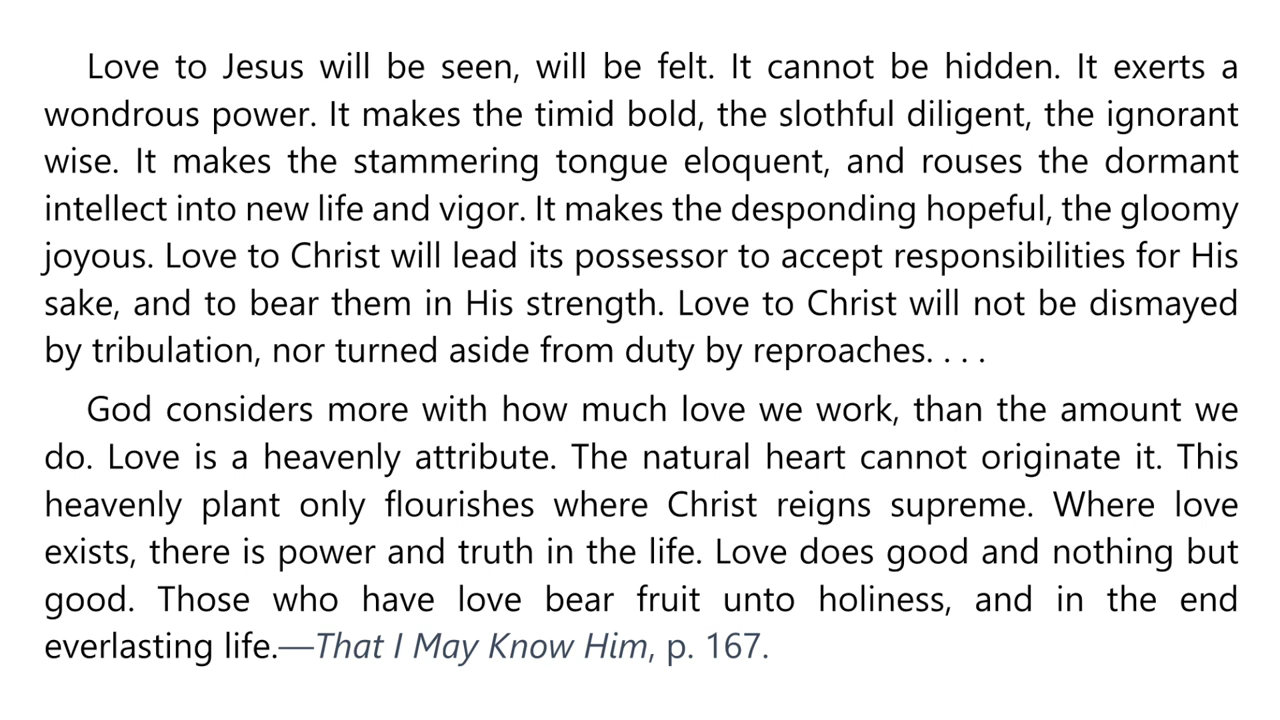 Love to Jesus will be seen, will be felt. It cannot be hidden. It exerts a
wondrous power. It makes the timid bold, the slothful diligent, the ignorant
wise. It makes the stammering tongue eloquent, and rouses the dormant
intellect into new life and vigor. It makes the desponding hopeful, the gloomy
joyous. Love to Christ will lead its possessor to accept responsibilities for His
sake, and to bear them in His strength. Love to Christ will not be dismayed
by tribulation, nor turned aside from duty by reproaches. . . .
God considers more with how much love we work, than the amount we
do. Love is a heavenly attribute. The natural heart cannot originate it. This
heavenly plant only flourishes where Christ reigns supreme. Where love
exists, there is power and truth in the life. Love does good and nothing but
good. Those who have love bear fruit unto holiness, and in the end
everlasting life.—That I May Know Him, p. 167.